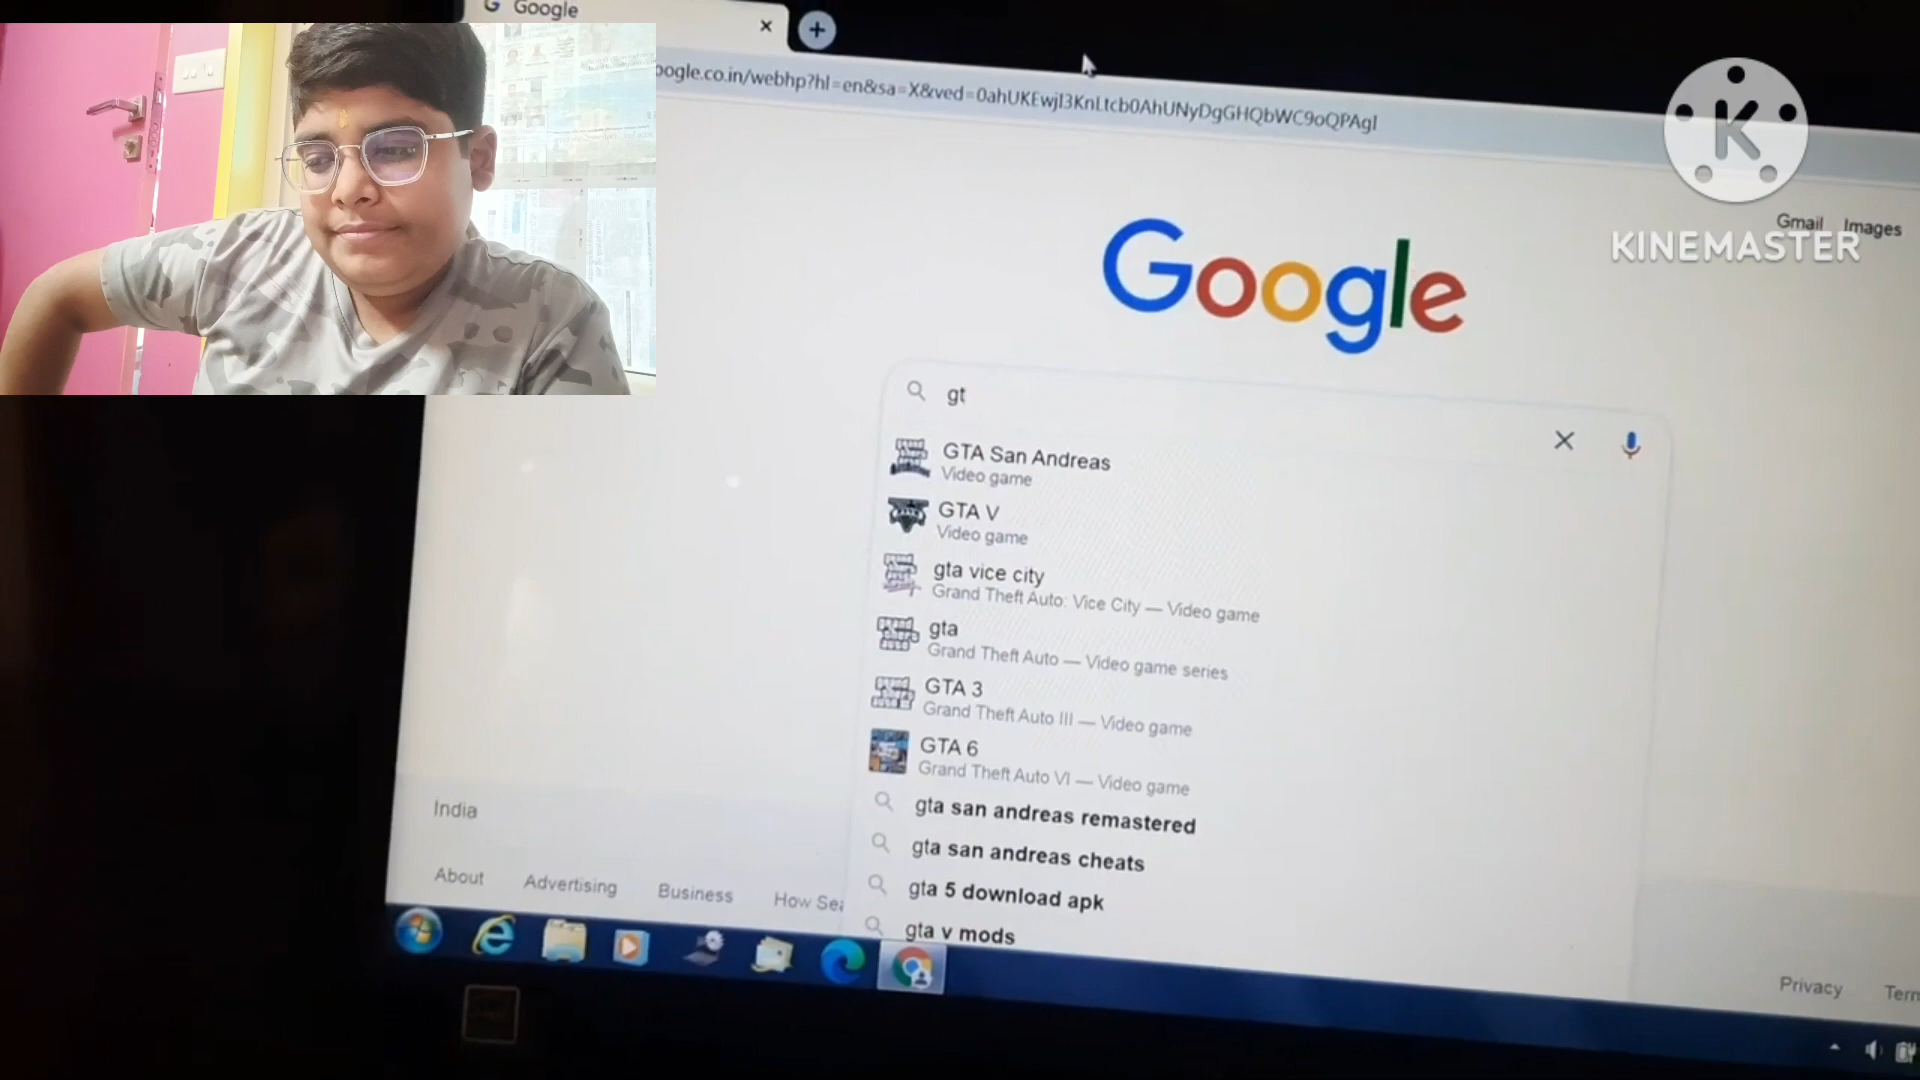 Google
oogle.co.in/webhp?hl=en&sa=X&ved=0ahUKEwjl3KnLtcb0AhUNyDgGHQbWC9oQPAgI
Gmail Images
KINEMASTER
Google
gt
GTA San Andreas
Video game
GTA V
Video game
gta vice city
Grand Theft Auto: Vice City — Video game
gta
Grand Theft Auto — Video game series
GTA 3
Grand Theft Auto III — Video game
GTA 6
Grand Theft Auto VI — Video game
gta san andreas remastered
gta san andreas cheats
gta 5 download apk
gta v mods
India
About Advertising Business How Sea
Privacy Term